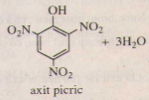 OH
O₂N NO₂
+ 3H₂O
NO₂
axit picric